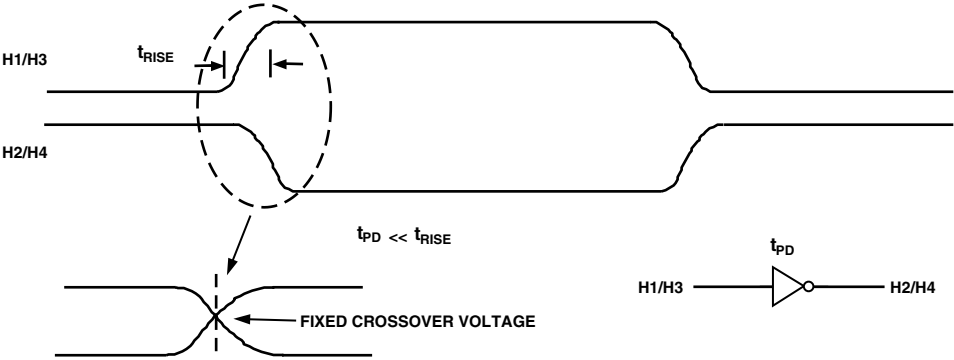 tRISE
H1/H3
H2/H4
tPD << tRISE
tPD
H1/H3
H2/H4
FIXED CROSSOVER VOLTAGE